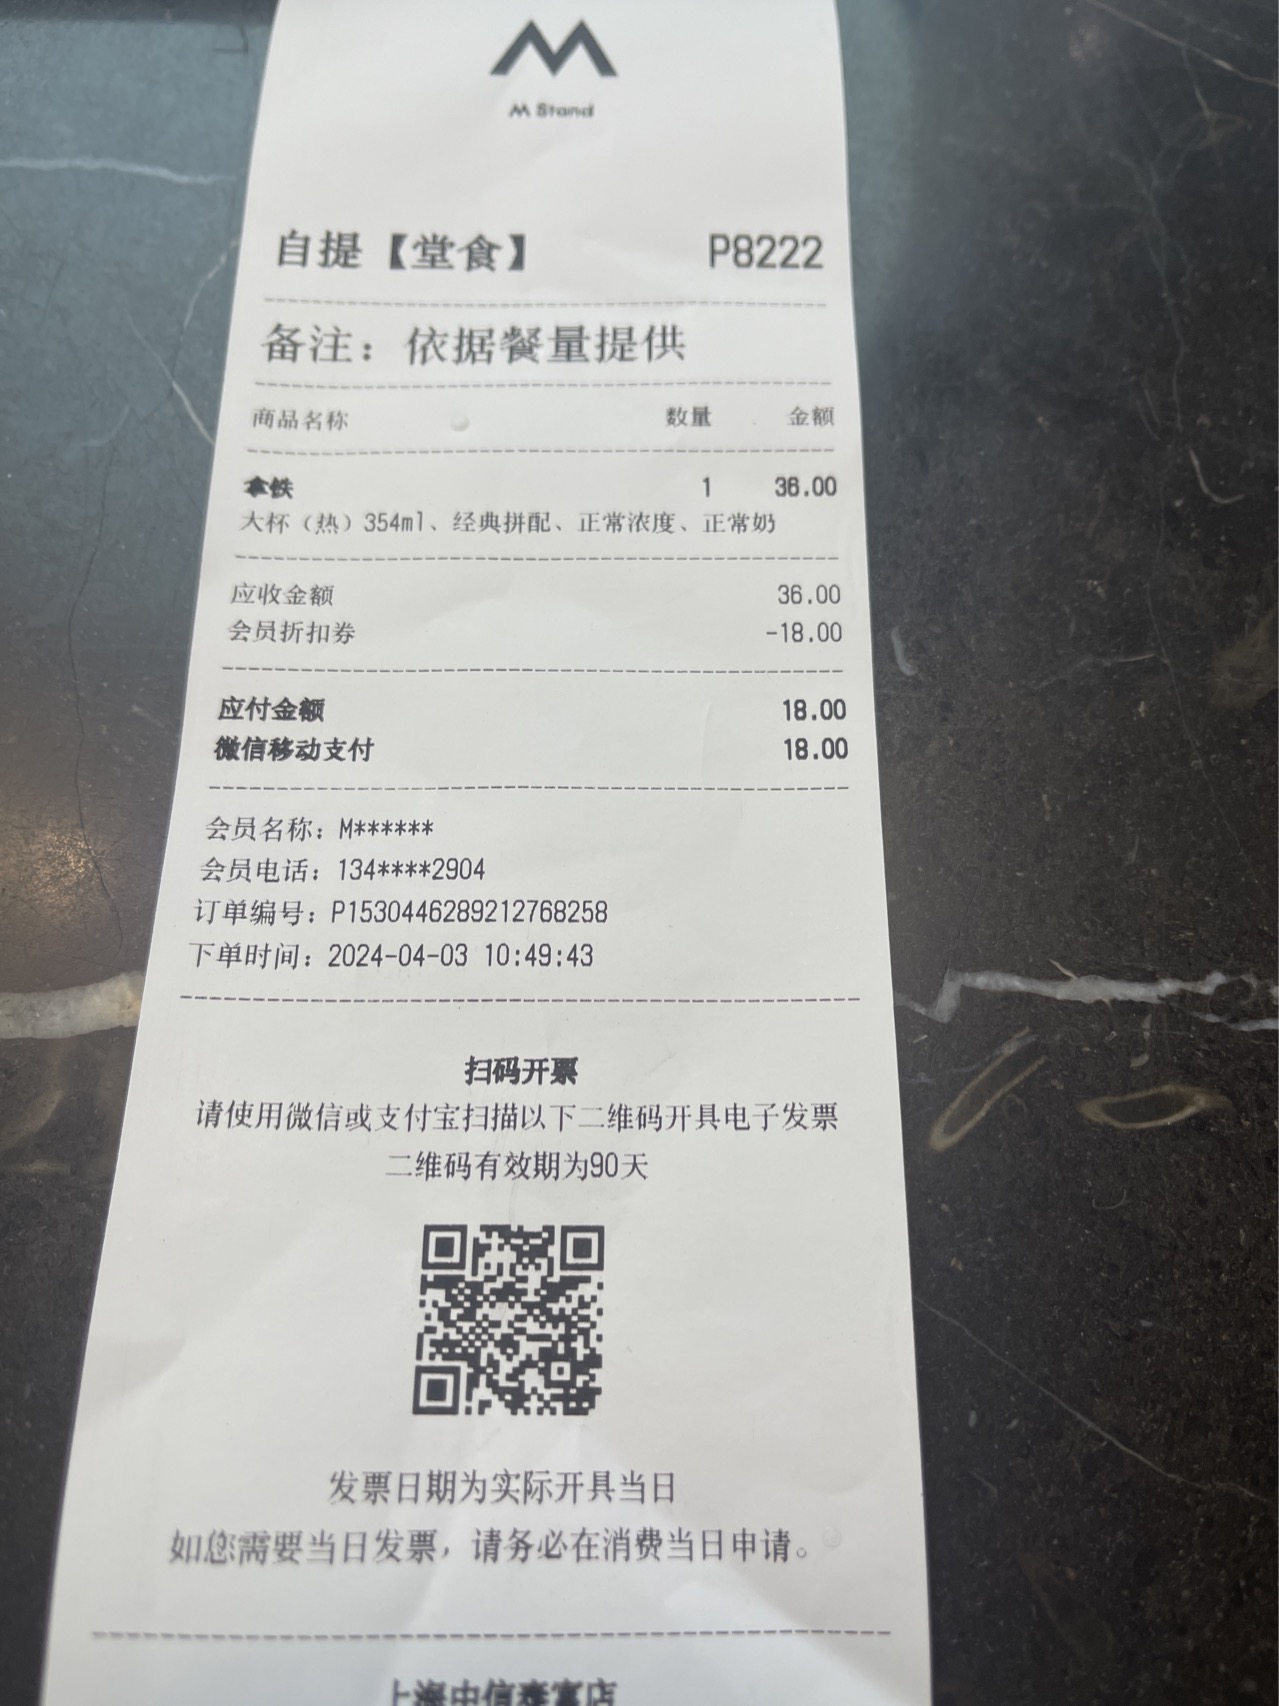 M Stand
自提【堂食】 P8222
备注：依据餐量提供
商品名称 数量 金额
拿铁 1 36.00
大杯（热）354ml、经典拼配、正常浓度、正常奶
应收金额 36.00
会员折扣券 -18.00
应付金额 18.00
微信移动支付 18.00
会员名称：M******
会员电话：134****2904
订单编号：P1530446289212768258
下单时间：2024-04-03 10:49:43
扫码开票
请使用微信或支付宝扫描以下二维码开具电子发票
二维码有效期为90天
发票日期为实际开具当日
如您需要当日发票，请务必在消费当日申请。
上海中信泰富店